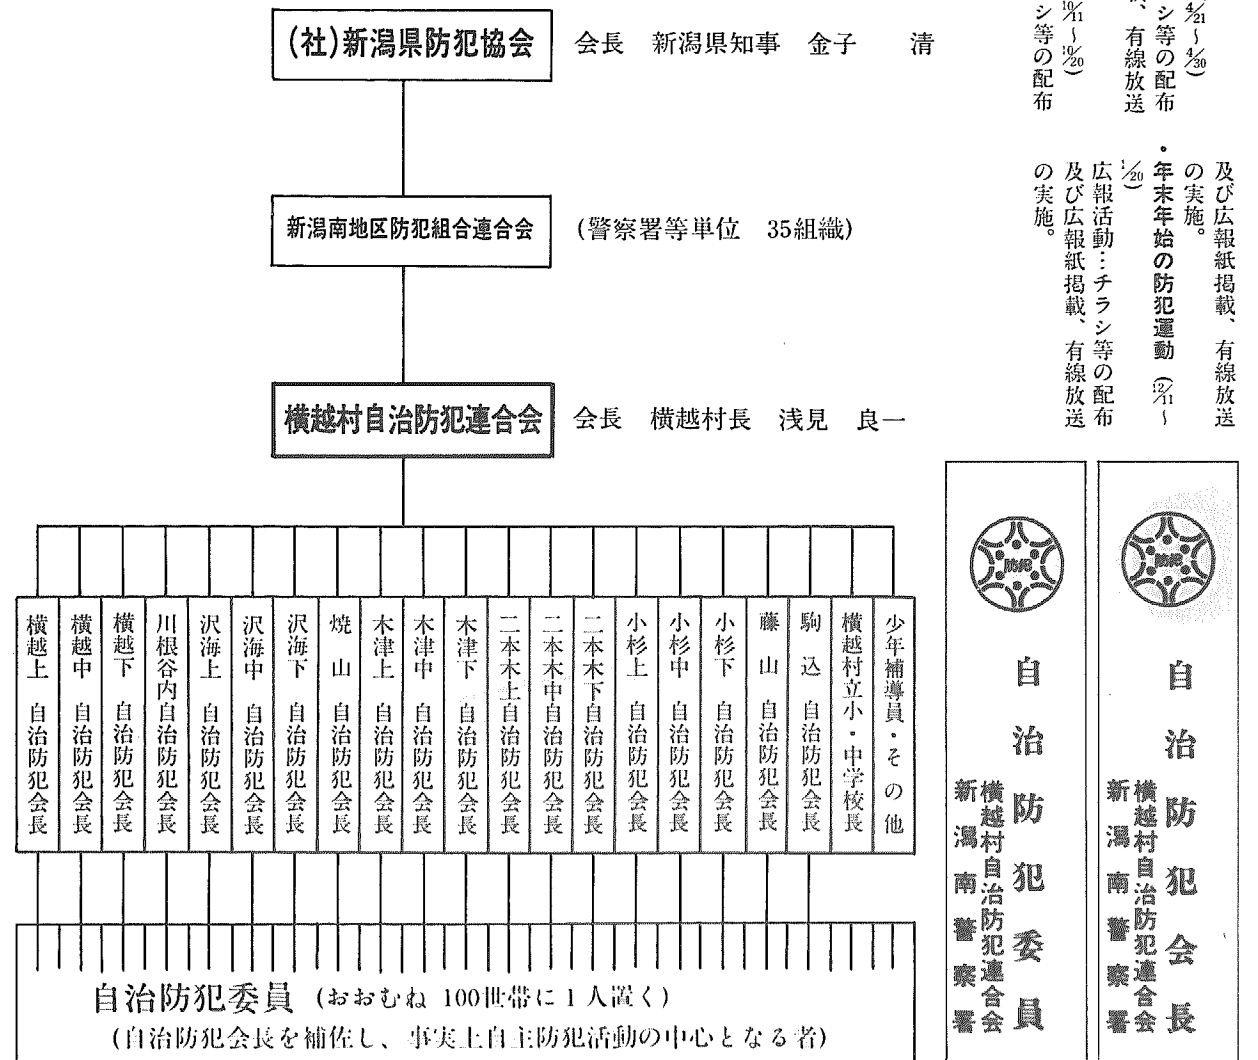 (社)新潟県防犯協会
会長 新潟県知事 金子 清
新潟南地区防犯組合連合会
(警察署等単位 35組織)
横越村自治防犯連合会
会長 横越村長 浅見 良一
横越上 自治防犯会長
横越中 自治防犯会長
横越下 自治防犯会長
川根谷内自治防犯会長
沢海上 自治防犯会長
沢海中 自治防犯会長
沢海下 自治防犯会長
焼山 自治防犯会長
木津上 自治防犯会長
木津中 自治防犯会長
木津下 自治防犯会長
二本木上自治防犯会長
二本木中自治防犯会長
二本木下自治防犯会長
小杉上 自治防犯会長
小杉中 自治防犯会長
小杉下 自治防犯会長
藤山 自治防犯会長
駒込 自治防犯会長
横越村立小・中学校長
少年補導員・その他
自治防犯委員 (おおむね 100世帯に1人置く)
(自治防犯会長を補佐し、事実上自主防犯活動の中心となる者)
4/21~4/30)
シ等の配布
、有線放送
10/11~10/20)
シ等の配布
及び広報紙掲載、有線放送
の実施。
・年末年始の防犯運動 (12/11~
1/20)
広報活動…チラシ等の配布
及び広報紙掲載、有線放送
の実施。
防犯
自治防犯会長
横越村自治防犯連合会
新潟南警察署
防犯
自治防犯委員
横越村自治防犯連合会
新潟南警察署